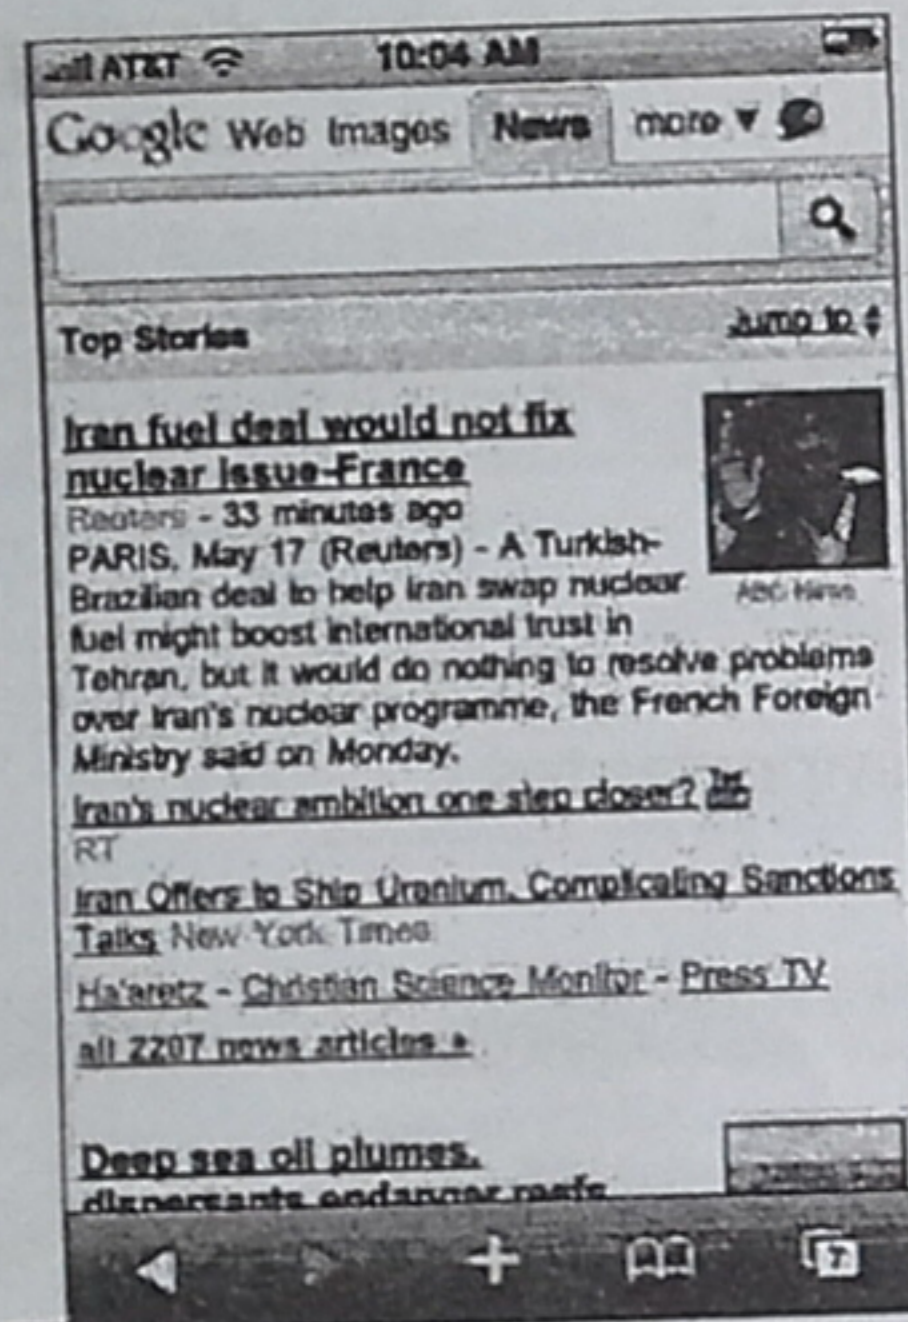 AT&T 10:04 AM
Google Web Images News more ▼
Top Stories Jump to
Iran fuel deal would not fix
nuclear issue-France
Reuters - 33 minutes ago
PARIS, May 17 (Reuters) - A Turkish-
Brazilian deal to help Iran swap nuclear
fuel might boost international trust in
Tehran, but it would do nothing to resolve problems
over Iran's nuclear programme, the French Foreign
Ministry said on Monday.
ABC News
Iran's nuclear ambition one step closer?
RT
Iran Offers to Ship Uranium, Complicating Sanctions
Talks New York Times
Ha'aretz - Christian Science Monitor - Press TV
all 2207 news articles »
Deep sea oil plumes,
dispersants endanger reefs
7